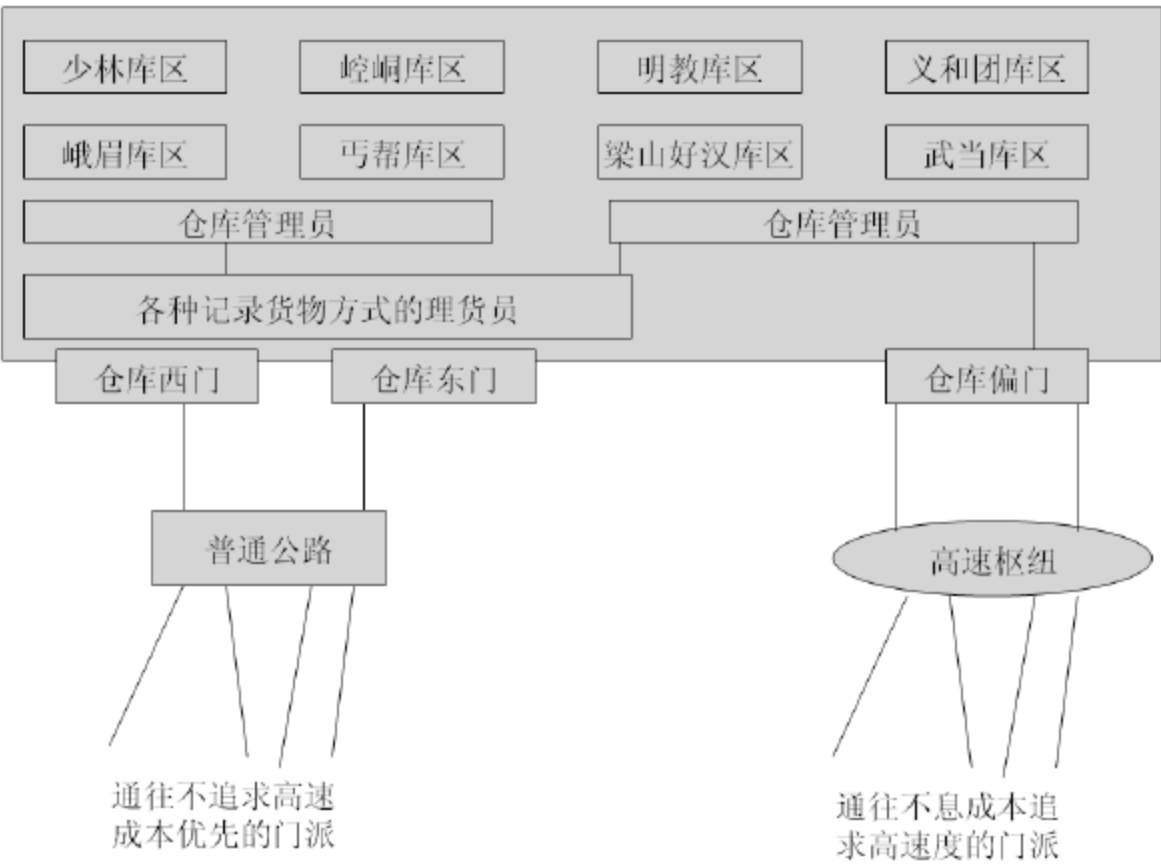 少林库区
崆峒库区
明教库区
义和团库区
峨眉库区
丐帮库区
梁山好汉库区
武当库区
仓库管理员
仓库管理员
各种记录货物方式的理货员
仓库西门
仓库东门
仓库偏门
普通公路
高速枢纽
通往不追求高速
成本优先的门派
通往不息成本追
求高速度的门派